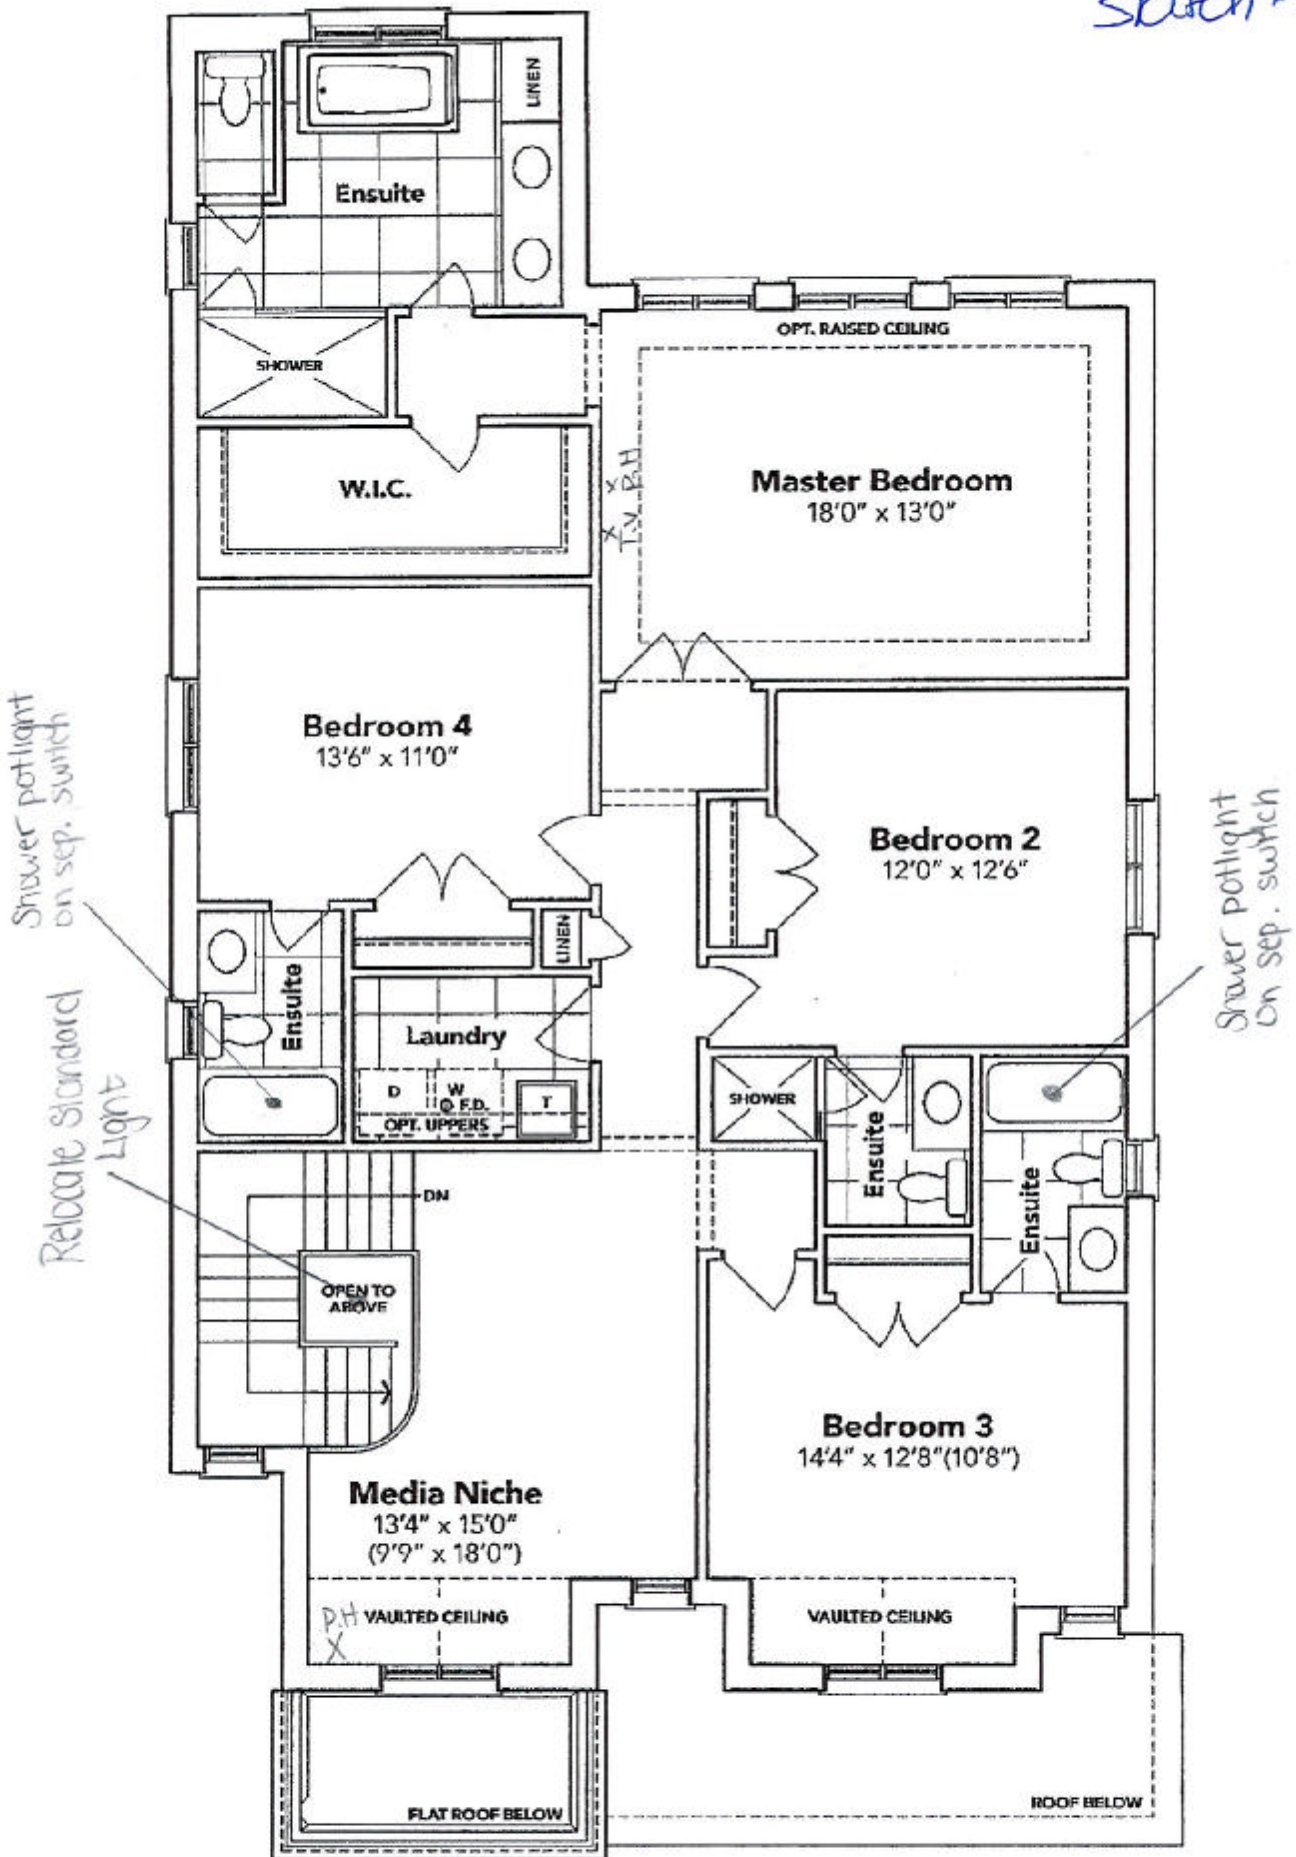 Sketch
LINEN
Ensuite
OPT. RAISED CEILING
SHOWER
W.I.C.
Master Bedroom
18'0" x 13'0"
X X
T.V P.H
Bedroom 4
13'6" x 11'0"
Shower potlight
on sep. switch
Bedroom 2
12'0" x 12'6"
Shower potlight
on sep. switch
LINEN
Ensuite
Laundry
D
W
F.D.
T
OPT. UPPERS
SHOWER
Ensuite
Ensuite
Relocate Standard
Light
DN
OPEN TO
ABOVE
Bedroom 3
14'4" x 12'8"(10'8")
Media Niche
13'4" x 15'0"
(9'9" x 18'0")
P.H
X
VAULTED CEILING
VAULTED CEILING
FLAT ROOF BELOW
ROOF BELOW